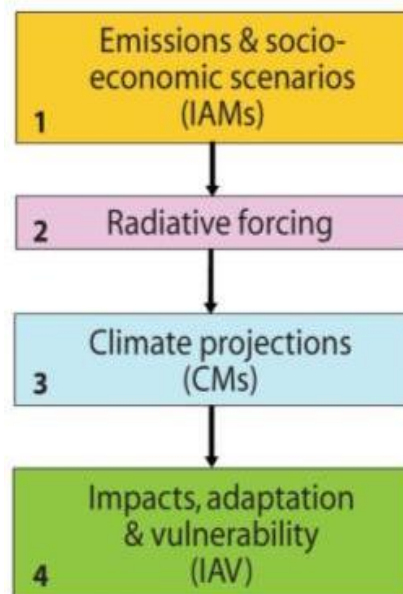 Emissions & socio-
economic scenarios
(IAMs)
1
Radiative forcing
2
Climate projections
(CMs)
3
Impacts, adaptation
& vulnerability
(IAV)
4